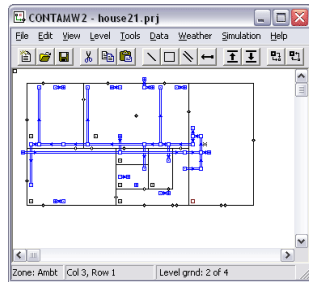 CONTAMW2 - house21.prj
File Edit View Level Tools Data Weather Simulation Help
Zone: Ambt Col 3, Row 1 Level grnd: 2 of 4